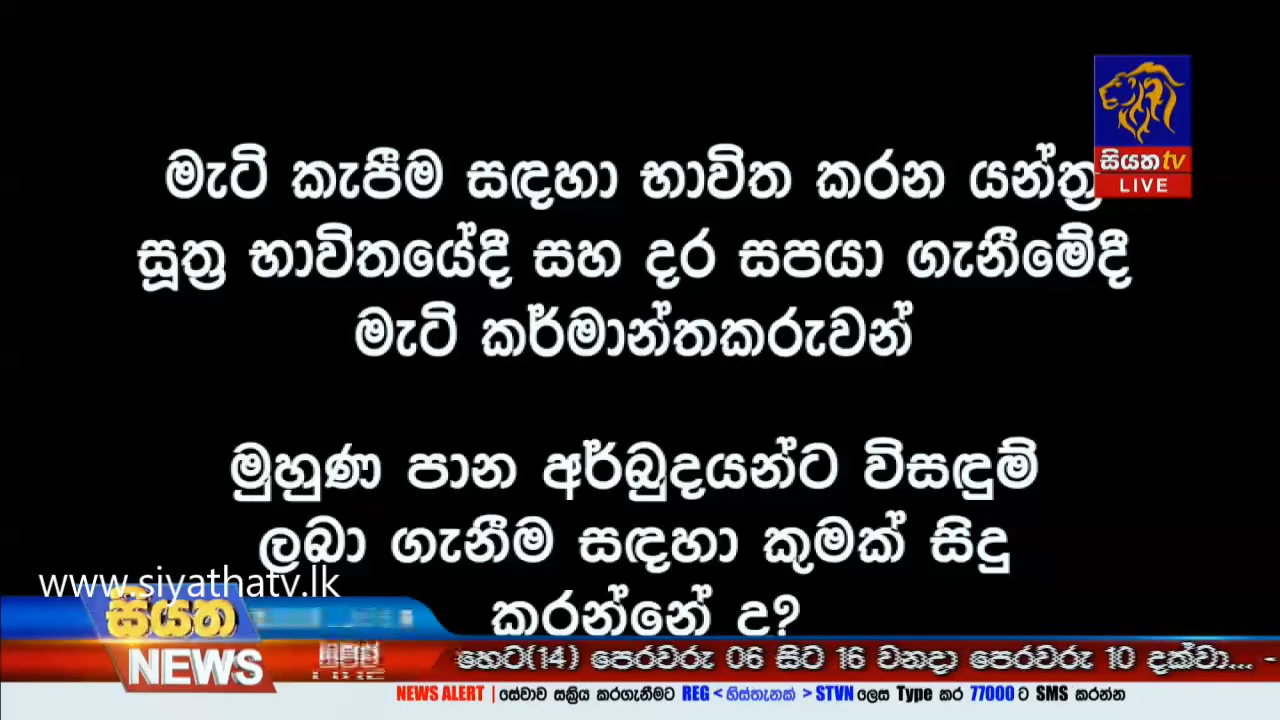 මැටි කැපීම සඳහා භාවිත කරන යන්ත්‍ර
සූත්‍ර භාවිතයේදී සහ දර සපයා ගැනීමේදී
මැටි කර්මාන්තකරුවන්
මුහුණ පාන අර්බුදයන්ට විසඳුම්
ලබා ගැනීම සඳහා කුමක් සිදු
කරන්නේ ද?
සියත tv
LIVE
www.siyathatv.lk
සියත
NEWS
හෙට(14) පෙරවරු 06 සිට 16 වනදා පෙරවරු 10 දක්වා... -
NEWS ALERT | සේවාව සක්‍රිය කරගැනීමට REG < හිස්තැනක් > STVN ලෙස Type කර 77000 ට SMS කරන්න